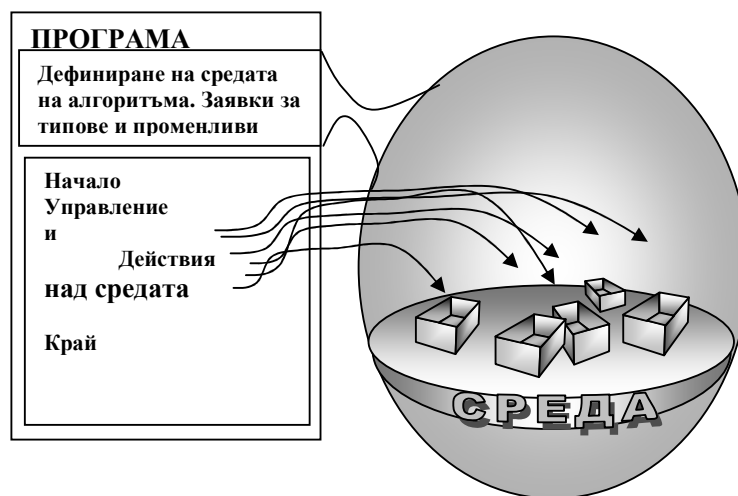 ПРОГРАМА
Дефиниране на средата
на алгоритъма. Заявки за
типове и променливи
Начало
Управление
и
Действия
над средата
Край
СРЕДА